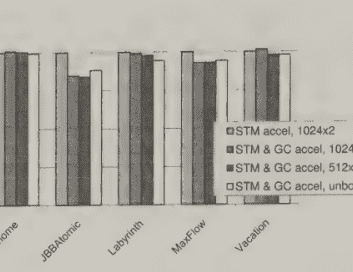 STM accel, 1024x2
STM & GC accel, 1024
STM & GC accel, 512x
STM & GC accel, unbo
ome
JBBAtomic
Labyrinth
MaxFlow
Vacation